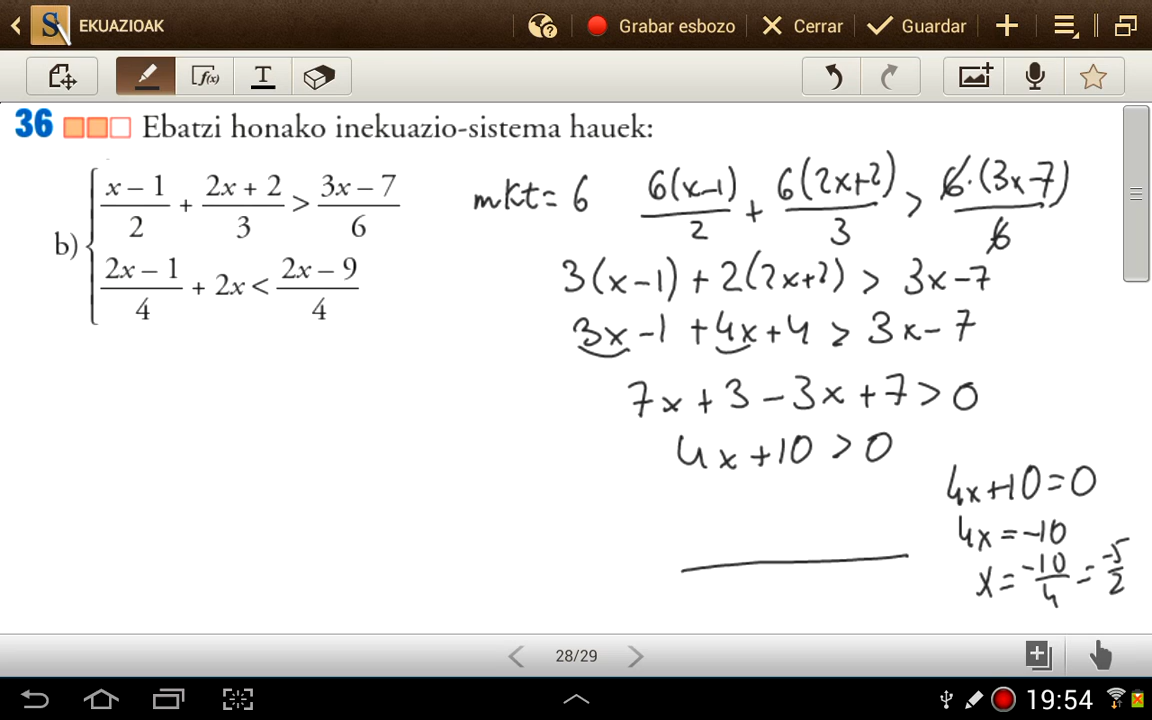 EKUAZIOAK Grabar esbozo Cerrar Guardar
f(x) T
36 Ebatzi honako inekuazio-sistema hauek:
b) { (x – 1)/2 + (2x + 2)/3 > (3x – 7)/6
(2x – 1)/4 + 2x < (2x – 9)/4
mkt = 6 6(x-1)/2 + 6(2x+2)/3 > 6·(3x-7)/6
3(x-1) + 2(2x+2) > 3x-7
3x -1 +4x+4 > 3x-7
7x+3-3x+7>0
4x+10>0
4x+10=0
4x=-10
x=-10/4=-5/2
28/29
19:54